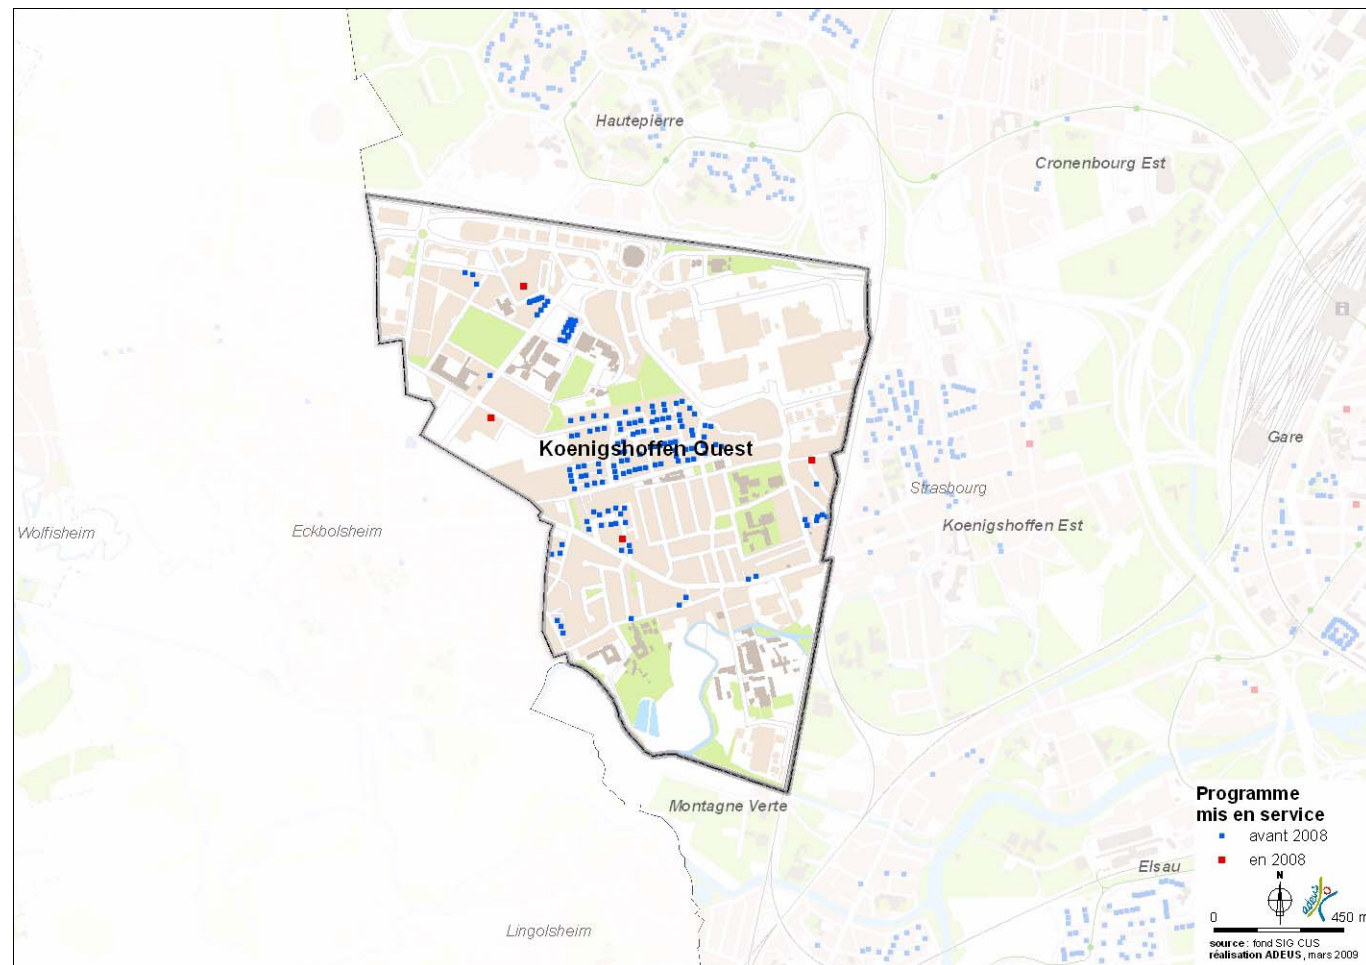 Hautepierre
Cronenbourg Est
Gare
Koenigshoffen Ouest
Strasbourg
Koenigshoffen Est
Wolfisheim
Eckbolsheim
Montagne Verte
Elsau
Lingolsheim
Programme
mis en service
avant 2008
en 2008
N
adeus
0 450 m
source : fond SIG CUS
réalisation ADEUS, mars 2009